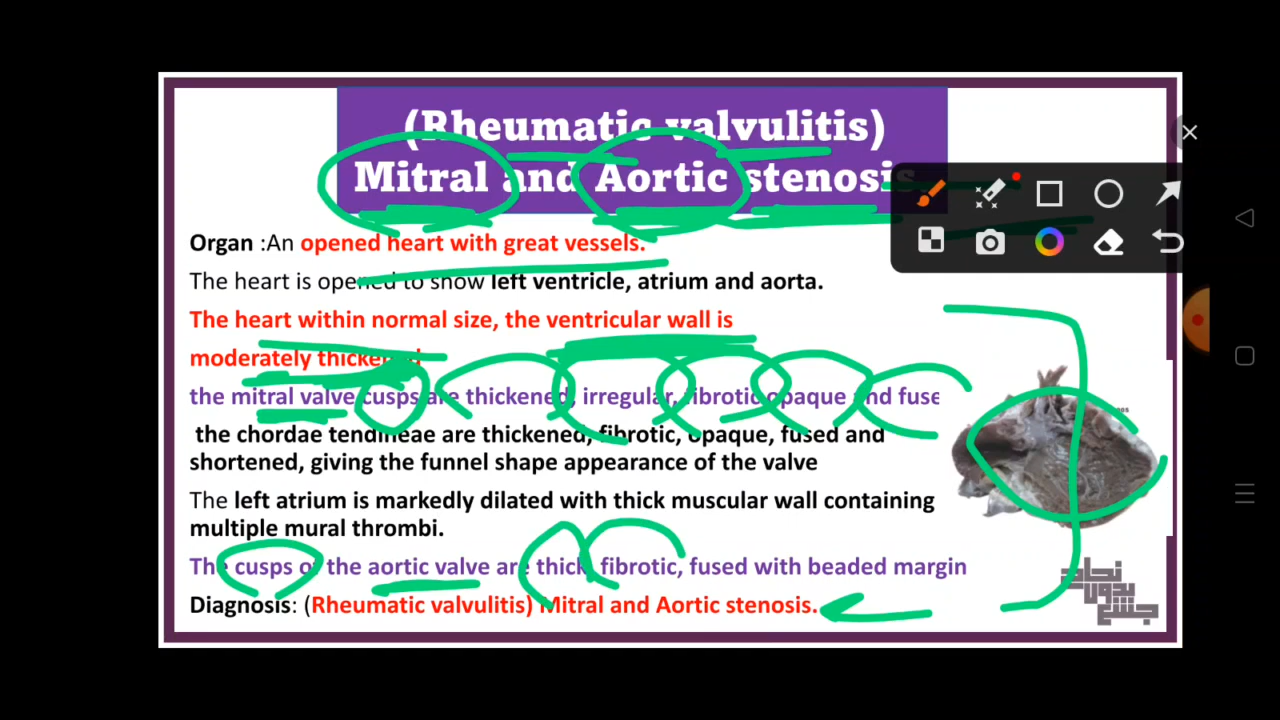 (Rheumatic valvulitis)
Mitral and Aortic stenosis
Organ :An opened heart with great vessels.
The heart is opened to show left ventricle, atrium and aorta.
The heart within normal size, the ventricular wall is
moderately thickened
the mitral valve cusps are thickened, irregular, fibrotic opaque and fuse
the chordae tendineae are thickened, fibrotic, opaque, fused and
shortened, giving the funnel shape appearance of the valve
The left atrium is markedly dilated with thick muscular wall containing
multiple mural thrombi.
The cusps of the aortic valve are thick, fibrotic, fused with beaded margin
Diagnosis: (Rheumatic valvulitis) Mitral and Aortic stenosis.
نجاح
بدون